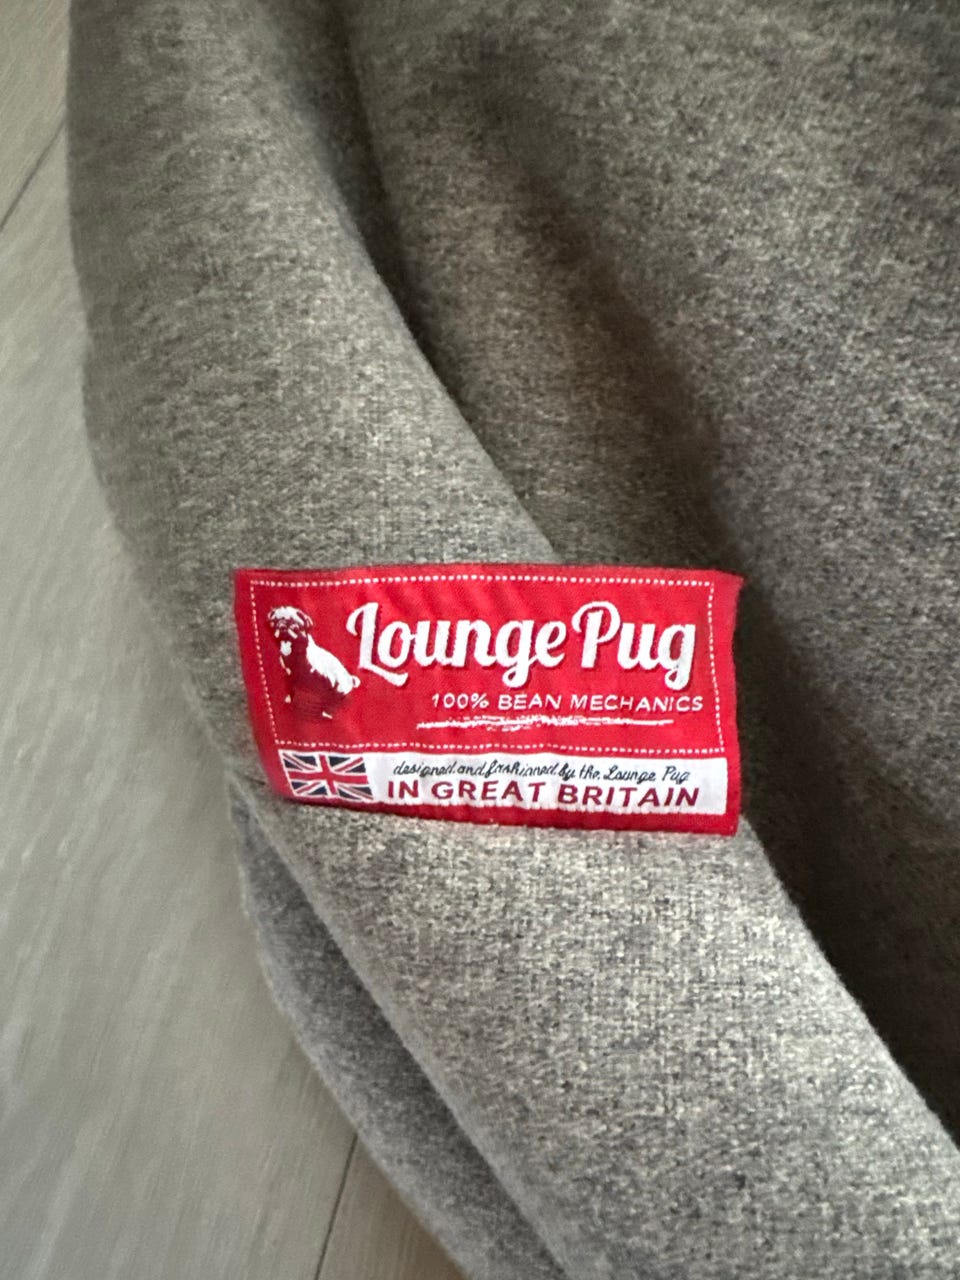 Lounge Pug
100% BEAN MECHANICS
designed and fashioned by the Lounge Pug
IN GREAT BRITAIN